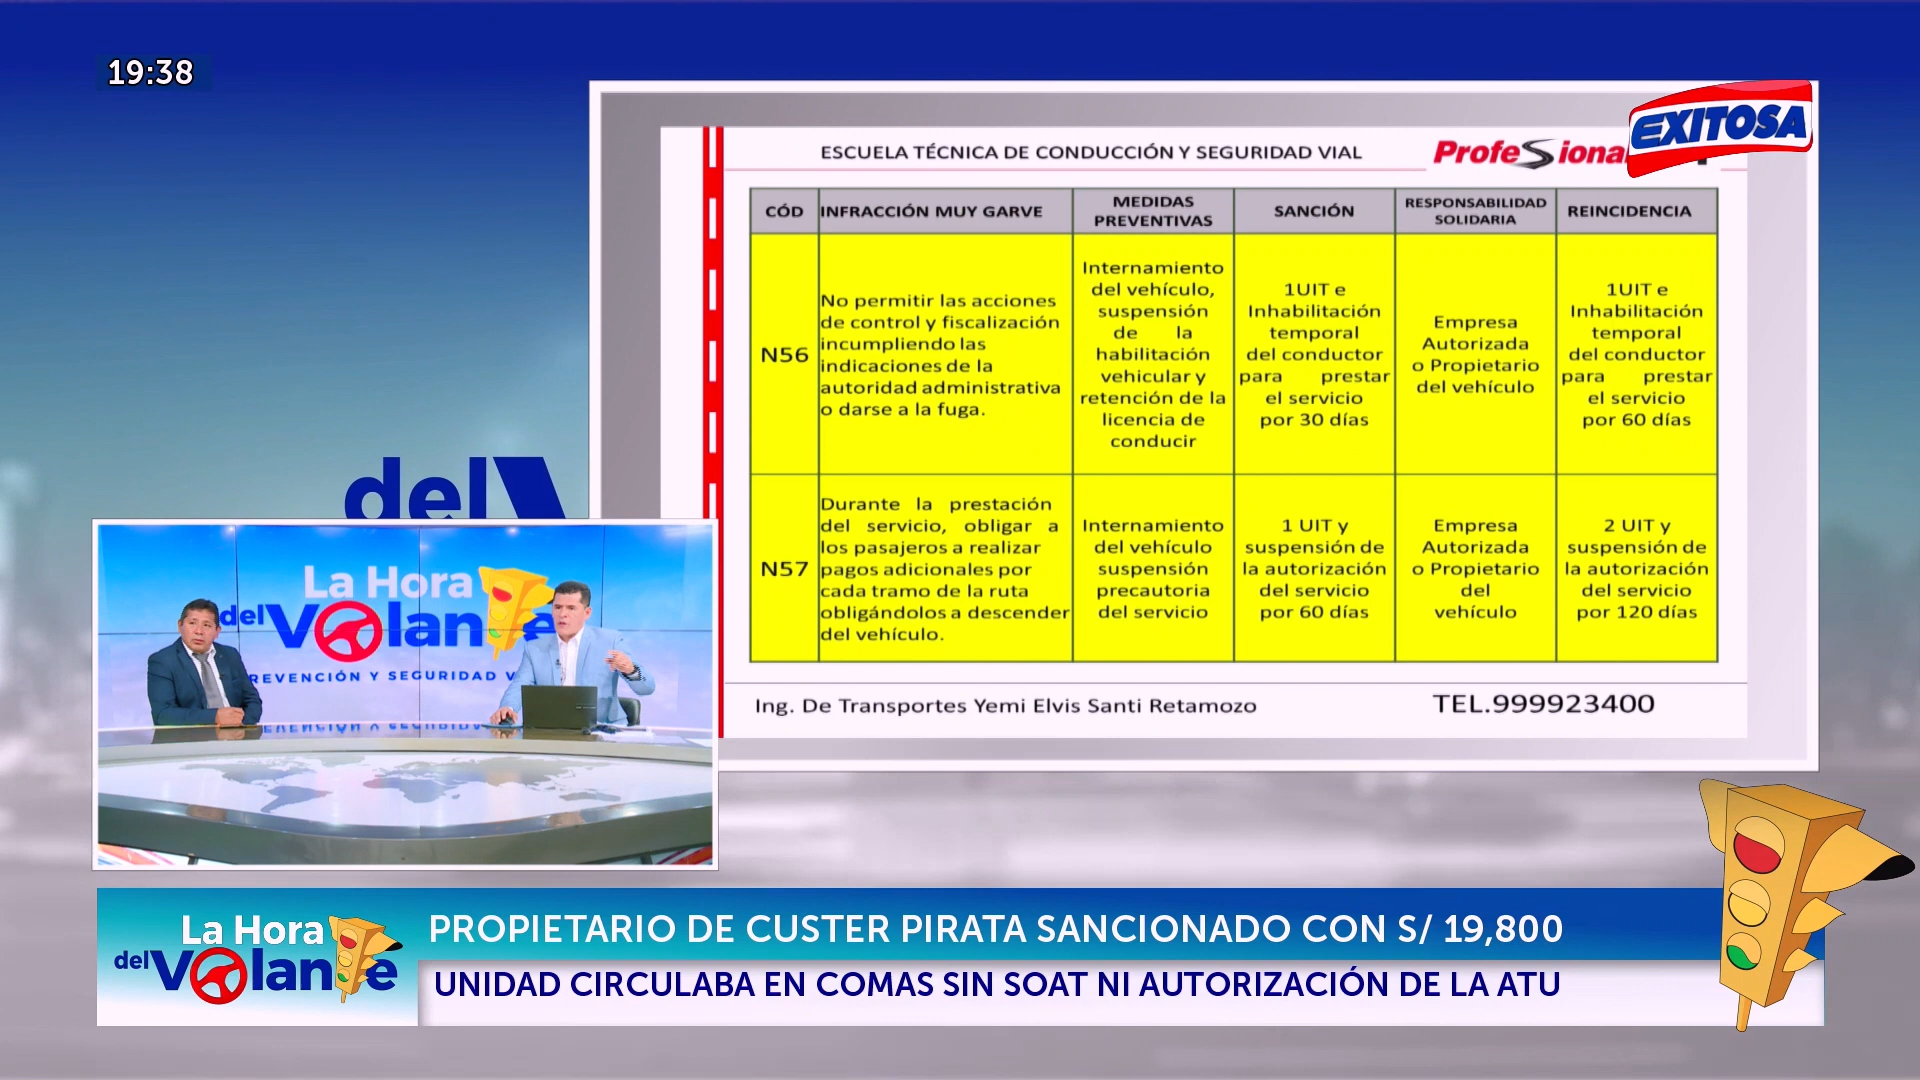 19:38
EXITOSA
ESCUELA TÉCNICA DE CONDUCCIÓN Y SEGURIDAD VIAL
CÓD
INFRACCIÓN MUY GARVE
MEDIDAS
PREVENTIVAS
SANCIÓN
RESPONSABILIDAD
SOLIDARIA
REINCIDENCIA
N56
No permitir las acciones
de control y fiscalización
incumpliendo las
indicaciones de la
autoridad administrativa
o darse a la fuga.
Internamiento
del vehículo,
suspensión
de la
habilitación
vehicular y
retención de la
licencia de
conducir
1UIT e
Inhabilitación
temporal
del conductor
para prestar
el servicio
por 30 días
Empresa
Autorizada
o Propietario
del vehículo
1UIT e
Inhabilitación
temporal
del conductor
para prestar
el servicio
por 60 días
N57
Durante la prestación
del servicio, obligar a
los pasajeros a realizar
pagos adicionales por
cada tramo de la ruta
obligándolos a descender
del vehículo.
Internamiento
del vehículo
suspensión
precautoria
del servicio
1 UIT y
suspensión de
la autorización
del servicio
por 60 días
Empresa
Autorizada
o Propietario
del
vehículo
2 UIT y
suspensión de
la autorización
del servicio
por 120 días
Ing. De Transportes Yemi Elvis Santi Retamozo
TEL.999923400
del
La Hora
del Volante
PREVENCIÓN Y SEGURIDAD
La Hora
del Volante
PROPIETARIO DE CUSTER PIRATA SANCIONADO CON S/ 19,800
UNIDAD CIRCULABA EN COMAS SIN SOAT NI AUTORIZACIÓN DE LA ATU